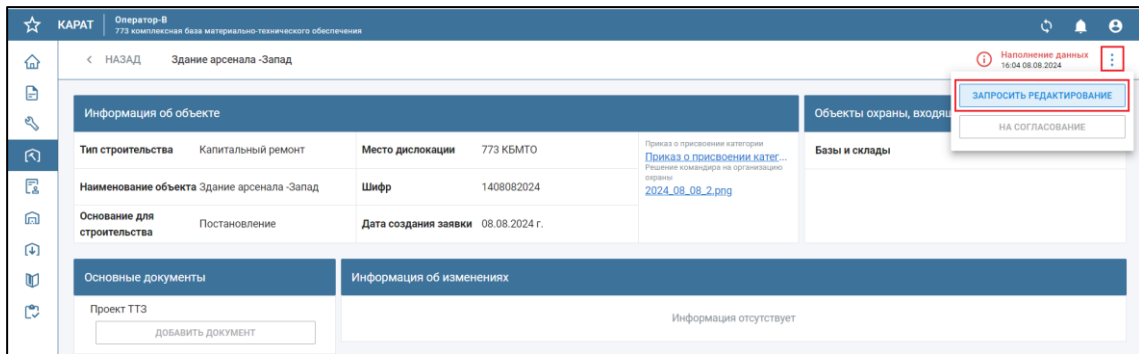 КАРАТ
Оператор-В
773 комплексная база материально-технического обеспечения
НАЗАД
Здание арсенала -Запад
Наполнение данных
16:04 08.08.2024
ЗАПРОСИТЬ РЕДАКТИРОВАНИЕ
НА СОГЛАСОВАНИЕ
Информация об объекте
Объекты охраны, входящ
Тип строительства Капитальный ремонт
Место дислокации 773 КБМТО
Приказ о присвоении категории
Приказ о присвоении катег...
Решение командира на организацию
охраны
2024_08_08_2.png
Базы и склады
Наименование объекта Здание арсенала -Запад
Шифр 1408082024
Основание для
строительства
Постановление
Дата создания заявки 08.08.2024 г.
Основные документы
Информация об изменениях
Проект ТТЗ
ДОБАВИТЬ ДОКУМЕНТ
Информация отсутствует